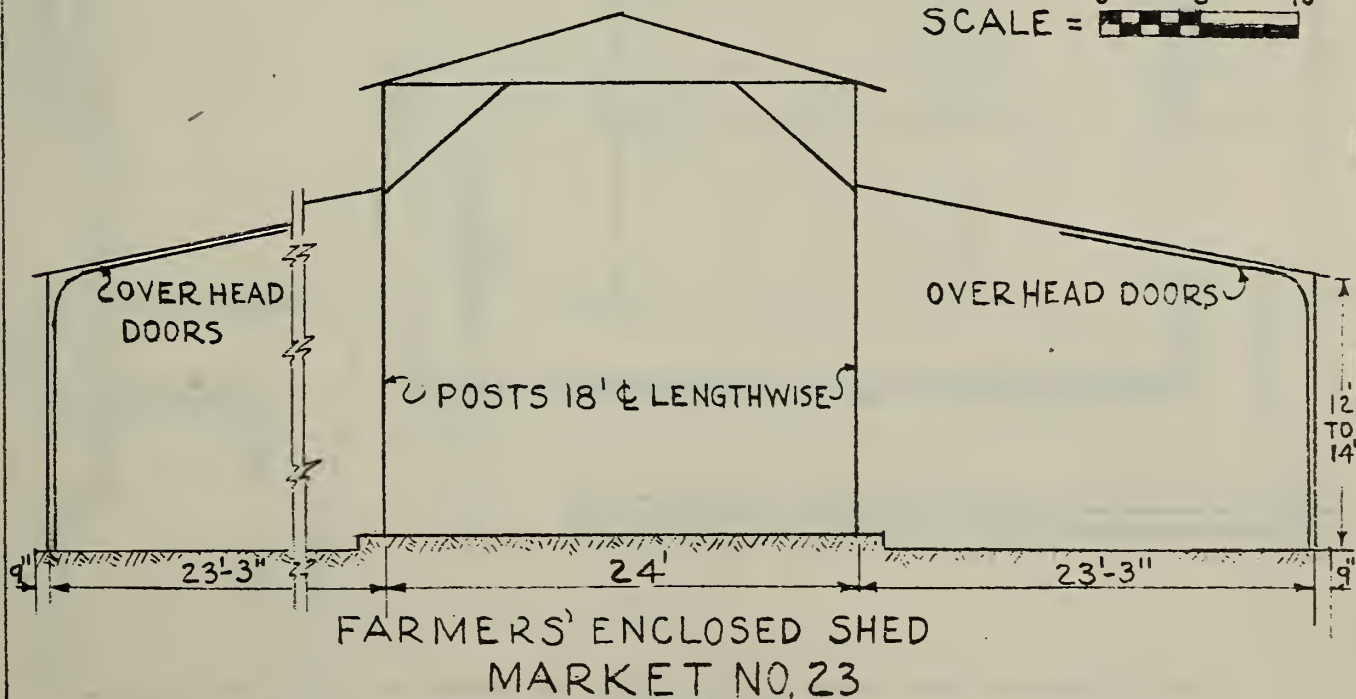 SCALE =
OVER HEAD
DOORS
OVER HEAD DOORS
POSTS 18' ℄ LENGTHWISE
12'
TO
14'
9" 23'-3" 24' 23'-3" 9"
FARMERS' ENCLOSED SHED
MARKET NO. 23